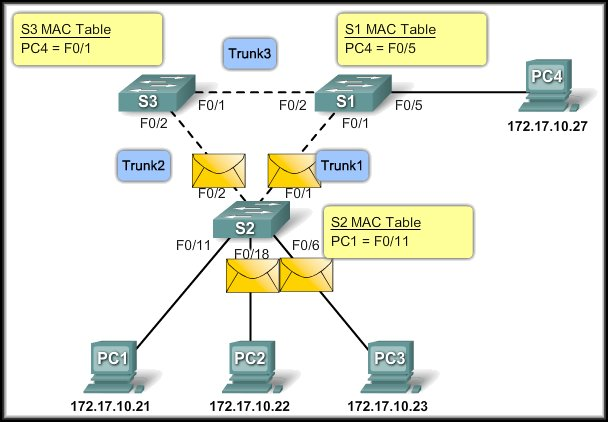 S3 MAC Table
PC4 = F0/1
Trunk3
S1 MAC Table
PC4 = F0/5
S3
F0/1
F0/2
S1
F0/5
PC4
F0/2
F0/1
172.17.10.27
Trunk2
Trunk1
F0/2
F0/1
S2
S2 MAC Table
PC1 = F0/11
F0/11
F0/18
F0/6
PC1
PC2
PC3
172.17.10.21
172.17.10.22
172.17.10.23